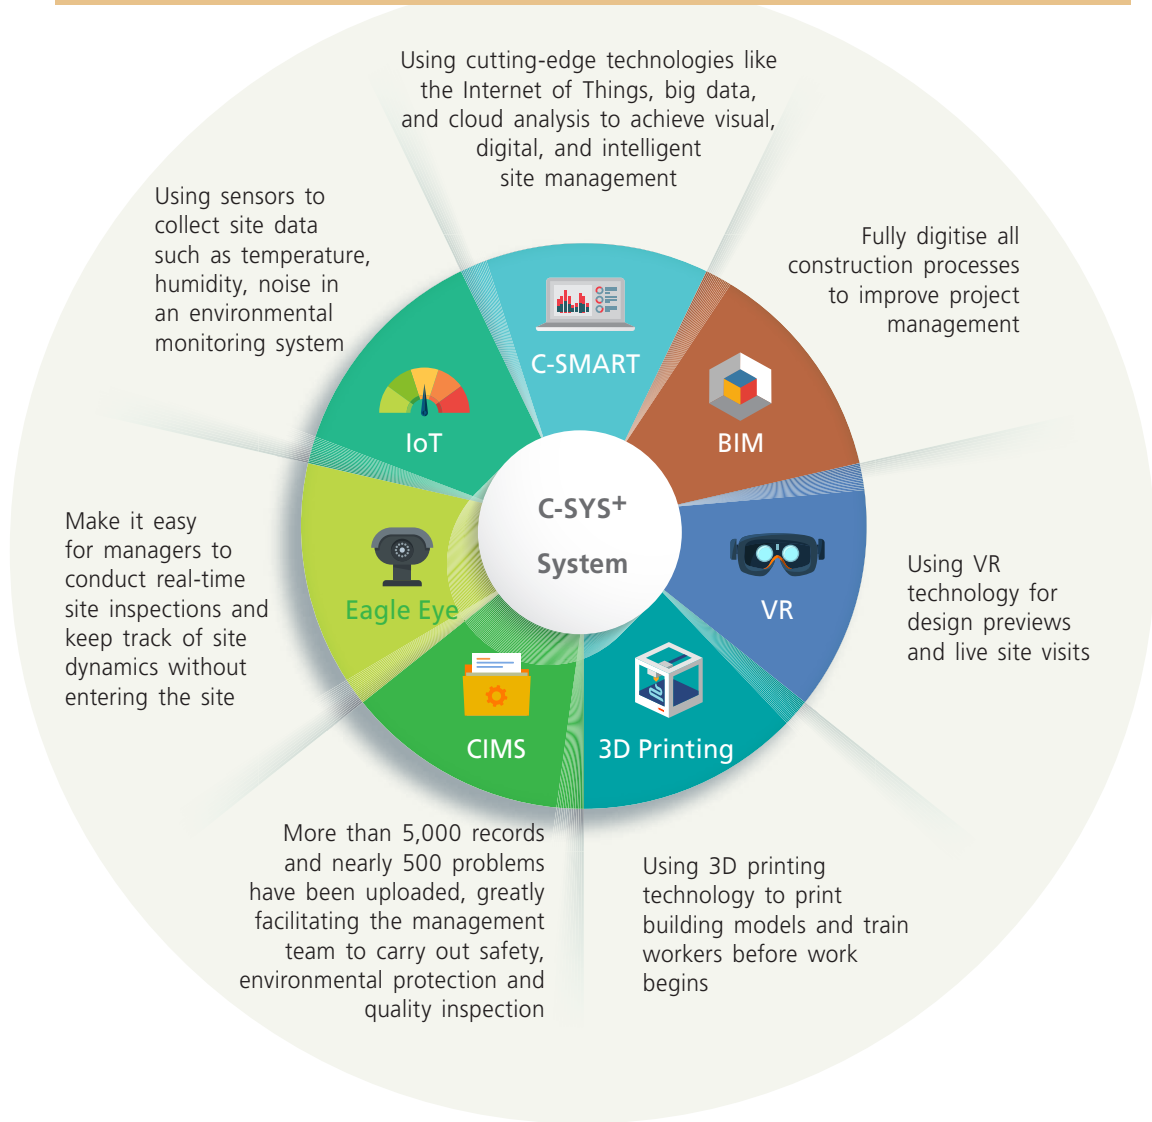 Using cutting-edge technologies like
the Internet of Things, big data,
and cloud analysis to achieve visual,
digital, and intelligent
site management
Using sensors to
collect site data
such as temperature,
humidity, noise in
an environmental
monitoring system
Fully digitise all
construction processes
to improve project
management
C-SMART
IoT
BIM
C-SYS+
System
Make it easy
for managers to
conduct real-time
site inspections and
keep track of site
dynamics without
entering the site
Eagle Eye
VR
Using VR
technology for
design previews
and live site visits
CIMS
3D Printing
More than 5,000 records
and nearly 500 problems
have been uploaded, greatly
facilitating the management
team to carry out safety,
environmental protection and
quality inspection
Using 3D printing
technology to print
building models and train
workers before work
begins